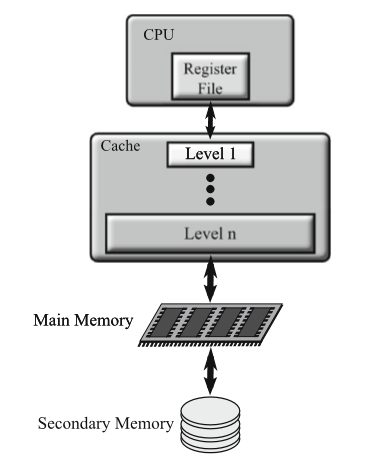 CPU
Register
File
Cache
Level 1
Level n
Main Memory
Secondary Memory